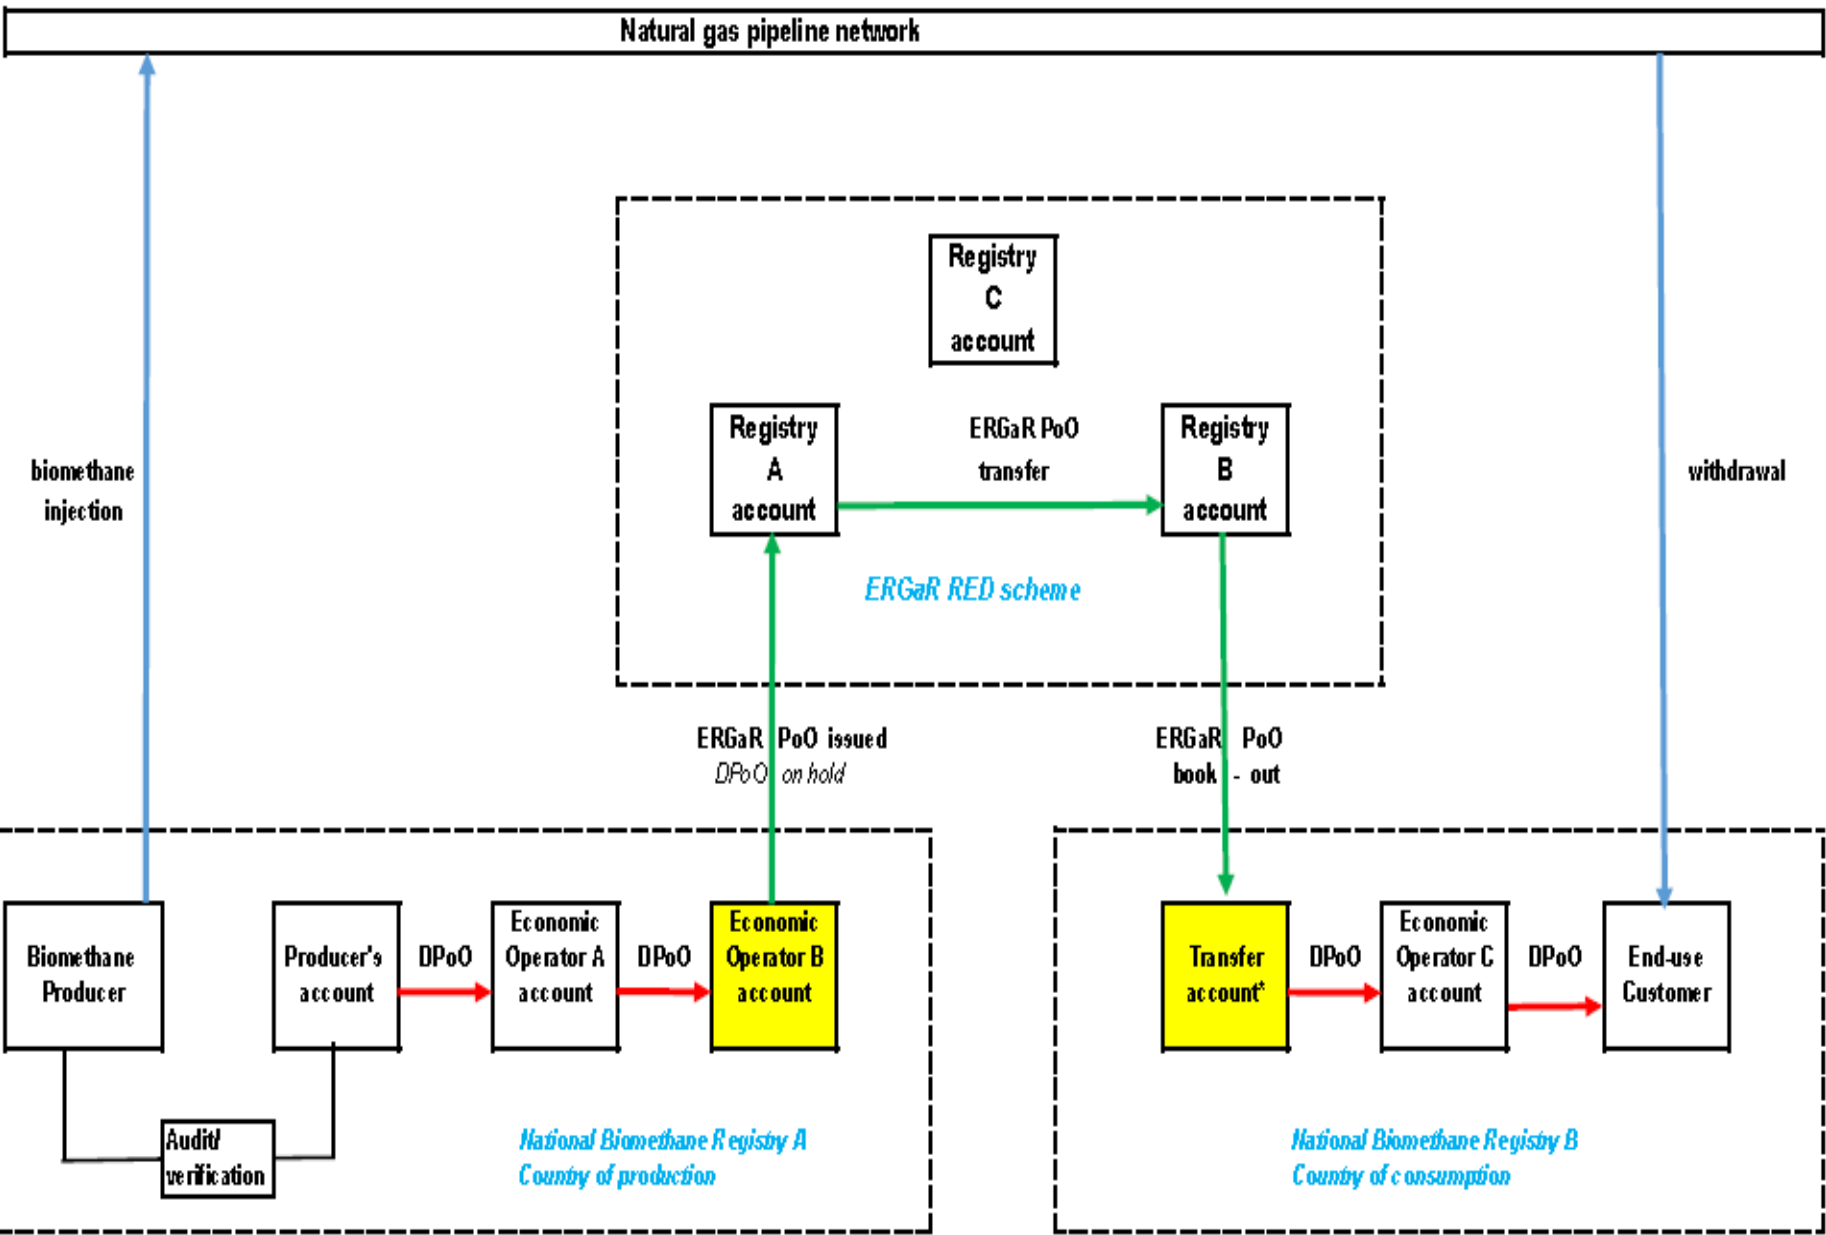 Natural gas pipeline network
Registry
C
account
Registry
A
account
ERGaR PoO
transfer
Registry
B
account
biomethane
injection
withdrawal
ERGaR RED scheme
ERGaR PoO issued
DPoO on hold
ERGaR PoO
book - out
Biomethane
Producer
Producer's
account
DPoO
Economic
Operator A
account
DPoO
Economic
Operator B
account
Transfer
account*
DPoO
Economic
Operator C
account
DPoO
End-use
Customer
Audit/
verification
National Biomethane Registry A
Country of production
National Biomethane Registry B
Country of consumption